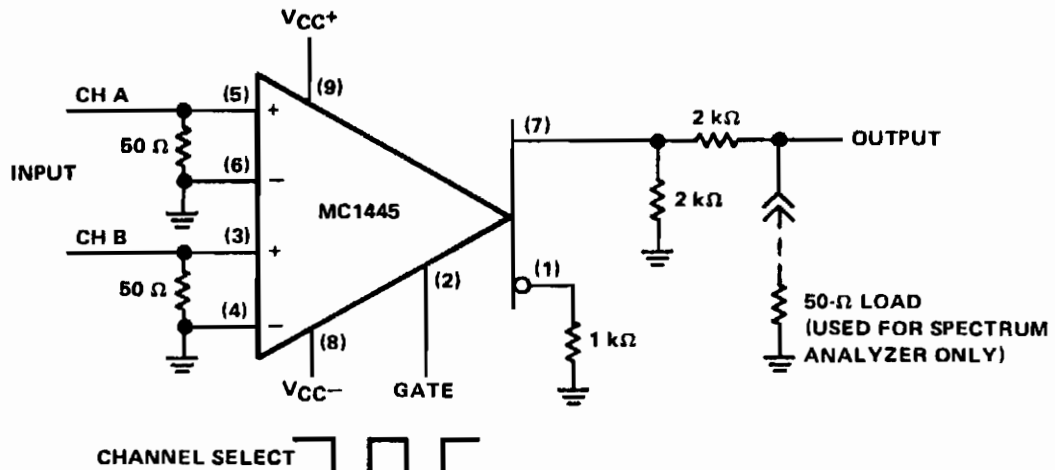 VCC+
CH A
(5)
+
(9)
50 Ω
(6)
−
INPUT
MC1445
CH B
(3)
+
50 Ω
(4)
−
(8)
VCC−
(2)
GATE
(7)
2 kΩ
OUTPUT
2 kΩ
(1)
1 kΩ
50-Ω LOAD
(USED FOR SPECTRUM
ANALYZER ONLY)
CHANNEL SELECT